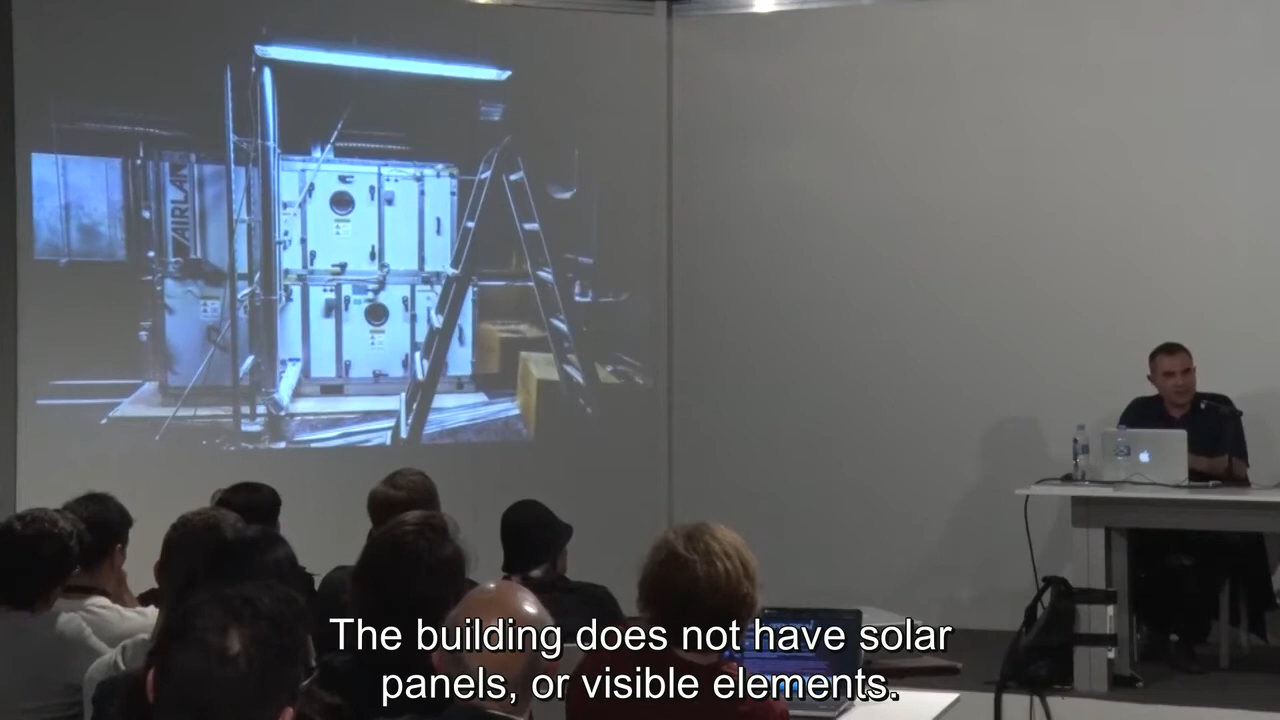 AIRLAN
The building does not have solar
panels, or visible elements.